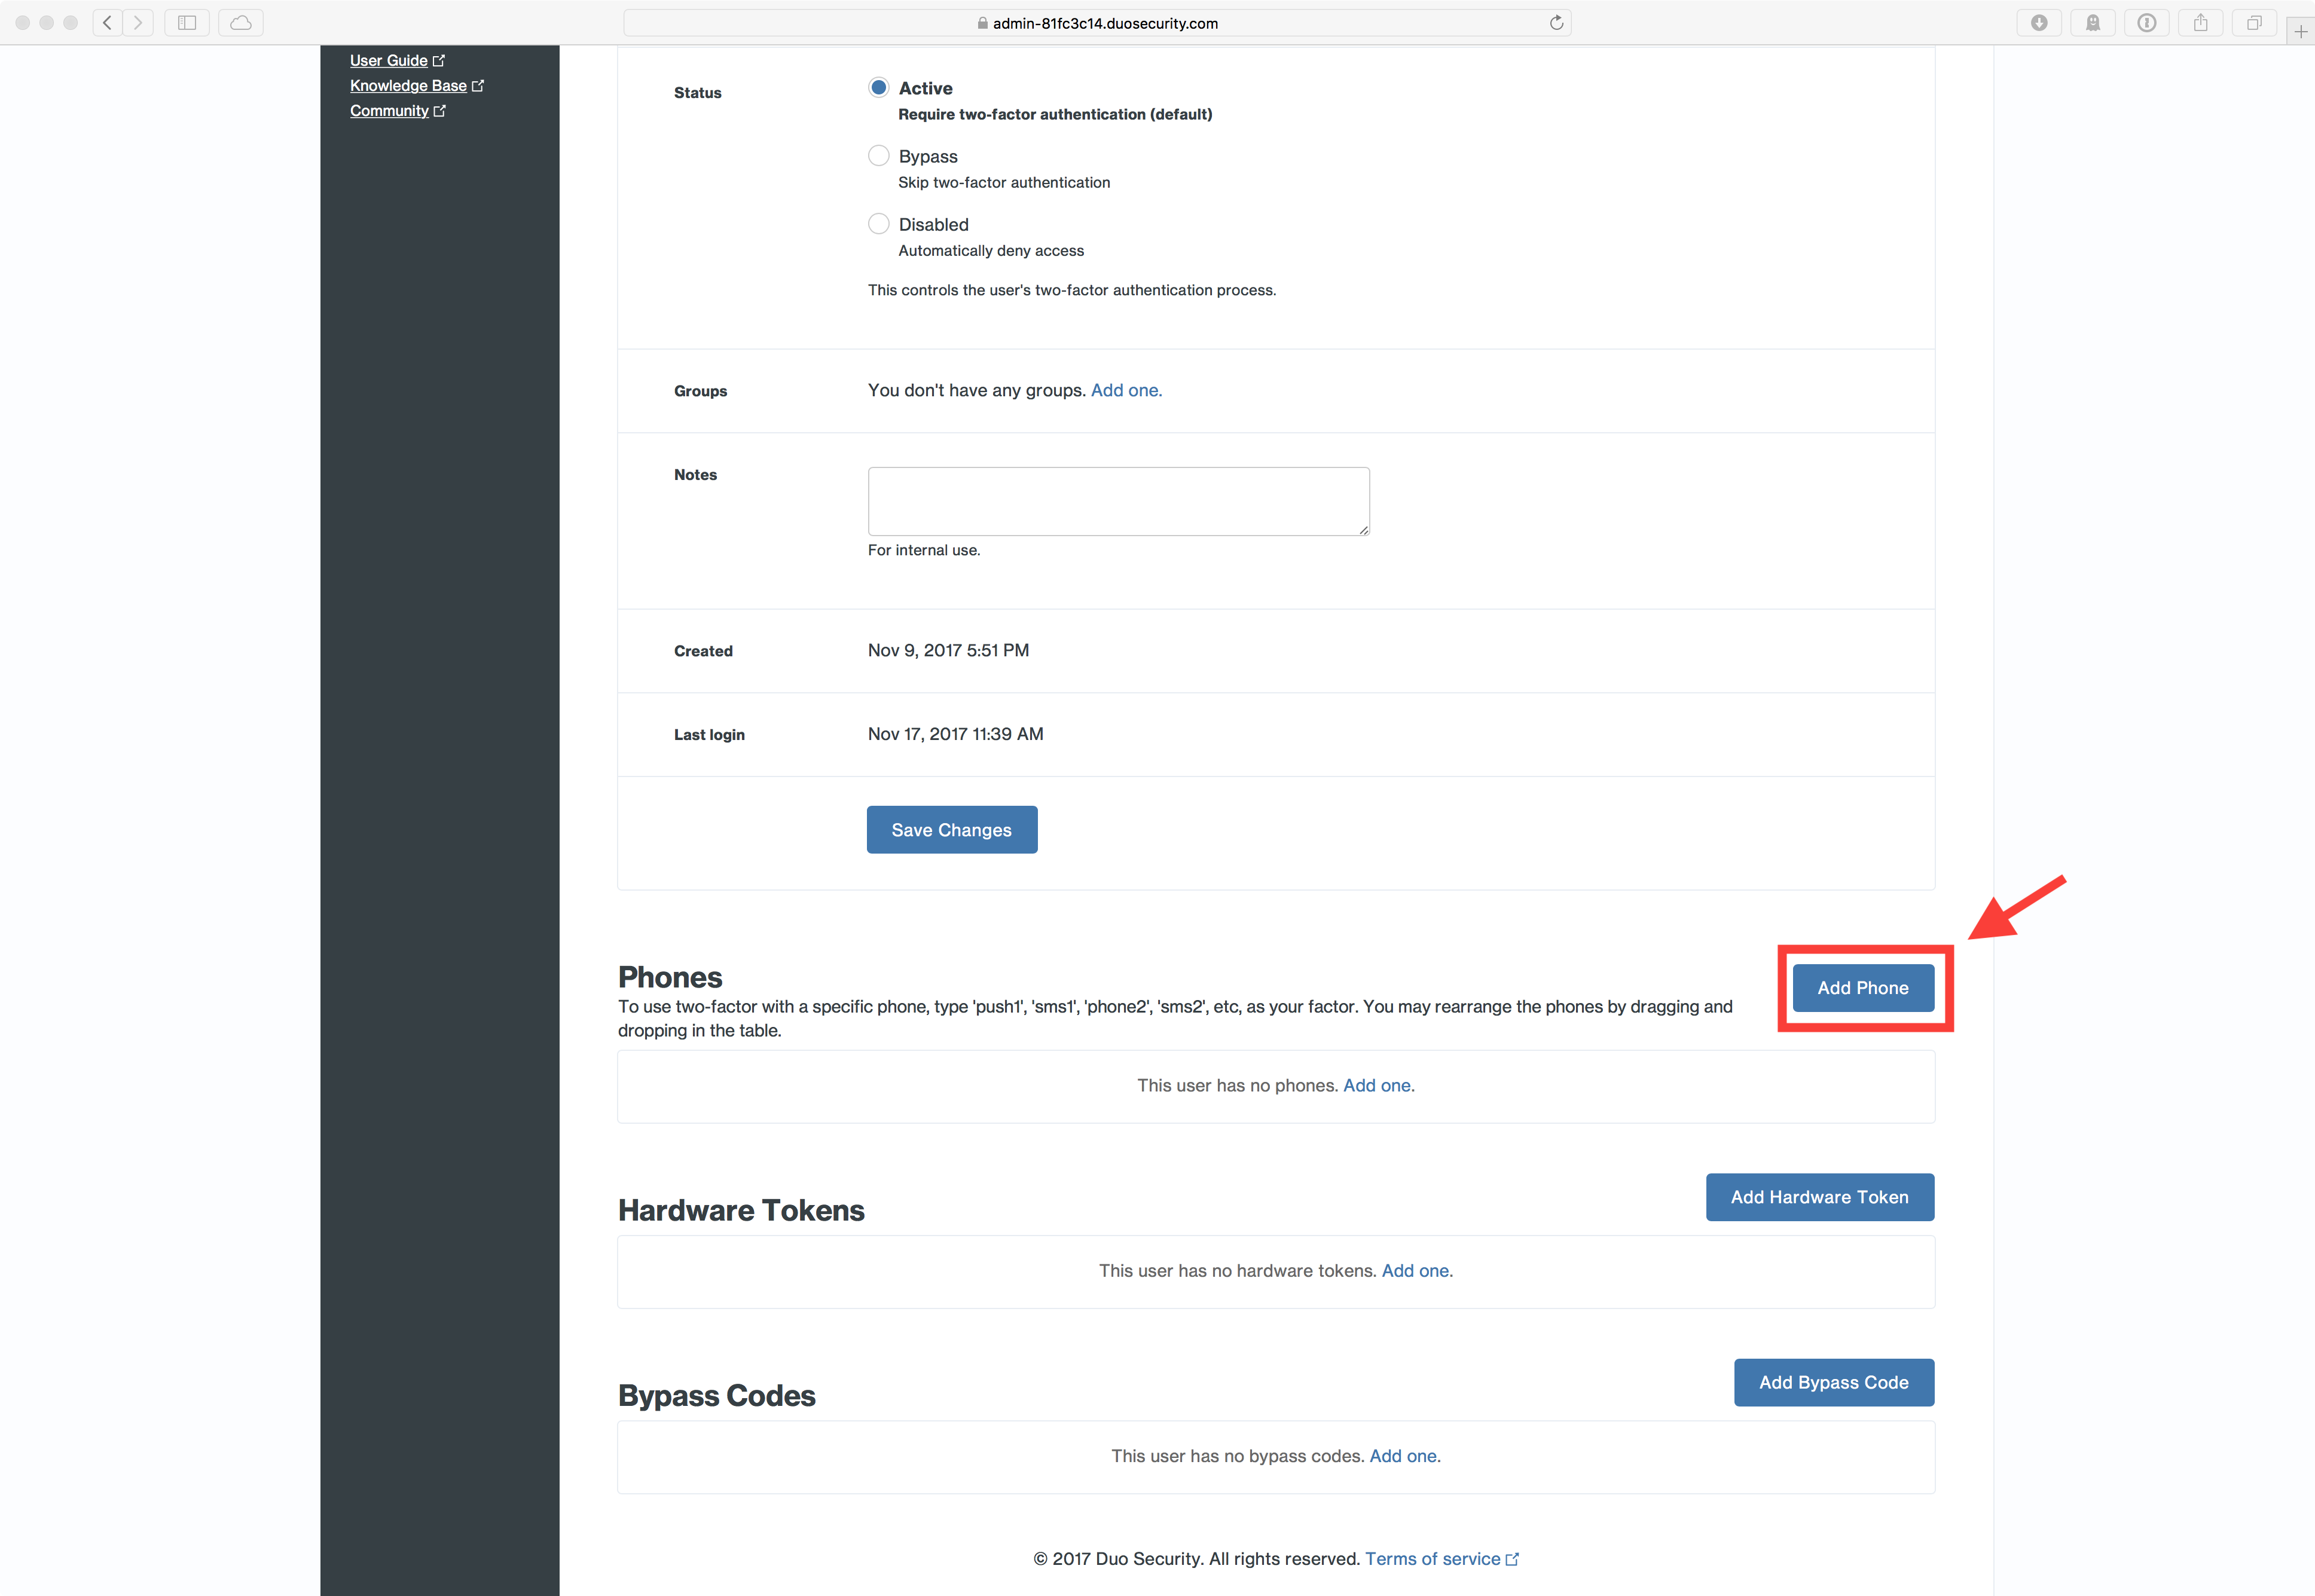 admin-81fc3c14.duosecurity.com
User Guide
Knowledge Base
Community
Status
Active
Require two-factor authentication (default)
Bypass
Skip two-factor authentication
Disabled
Automatically deny access
This controls the user's two-factor authentication process.
Groups
You don't have any groups. Add one.
Notes
For internal use.
Created
Nov 9, 2017 5:51 PM
Last login
Nov 17, 2017 11:39 AM
Save Changes
Phones
Add Phone
To use two-factor with a specific phone, type 'push1', 'sms1', 'phone2', 'sms2', etc, as your factor. You may rearrange the phones by dragging and
dropping in the table.
This user has no phones. Add one.
Hardware Tokens
Add Hardware Token
This user has no hardware tokens. Add one.
Bypass Codes
Add Bypass Code
This user has no bypass codes. Add one.
© 2017 Duo Security. All rights reserved. Terms of service